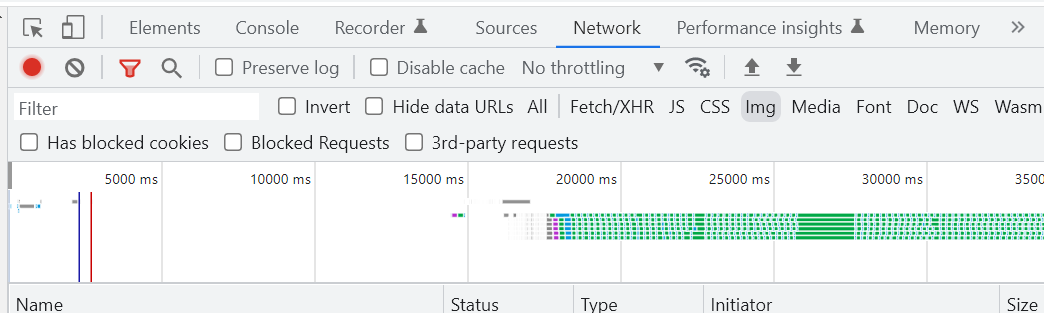 Elements Console Recorder Sources Network Performance insights Memory »
Preserve log Disable cache No throttling
Filter Invert Hide data URLs All Fetch/XHR JS CSS Img Media Font Doc WS Wasm
Has blocked cookies Blocked Requests 3rd-party requests
5000 ms 10000 ms 15000 ms 20000 ms 25000 ms 30000 ms 3500
Name Status Type Initiator Size